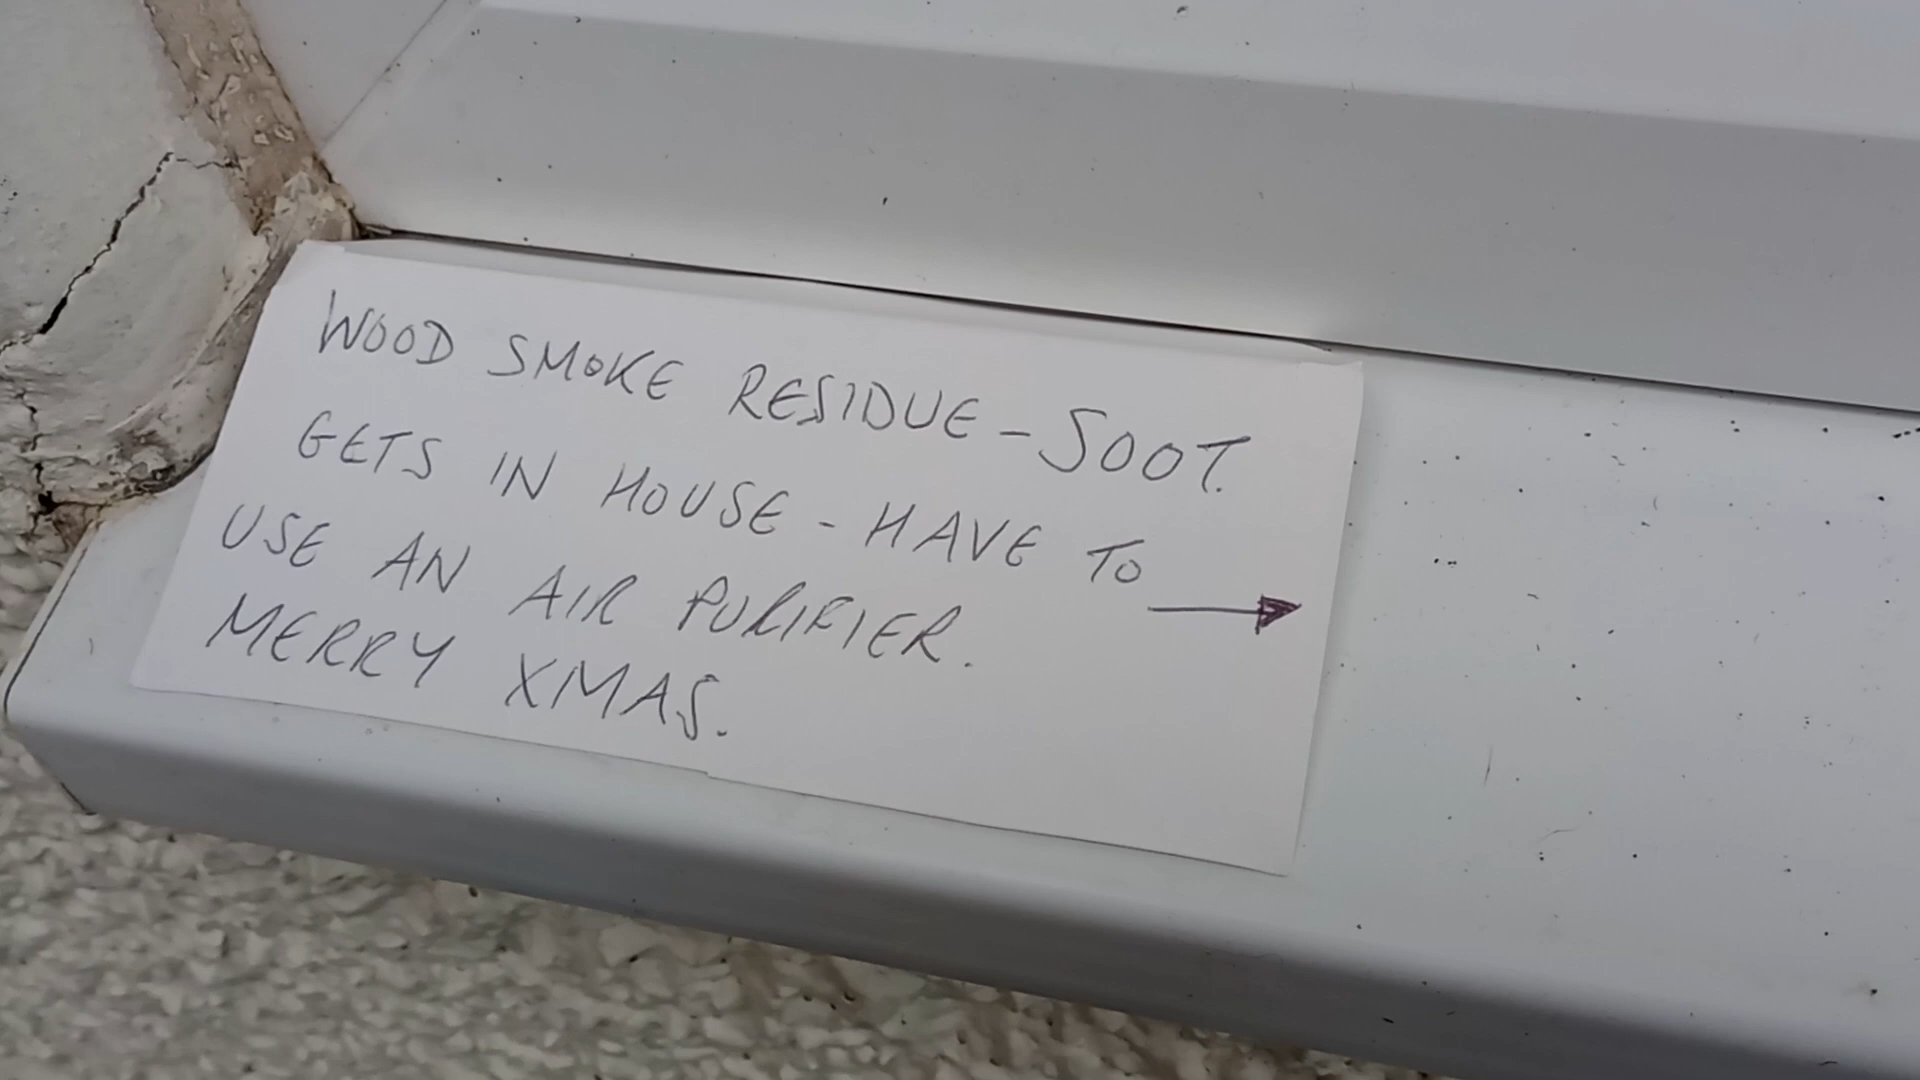 WOOD SMOKE RESIDUE - SOOT.
GETS IN HOUSE - HAVE TO
USE AN AIR PURIFIER.
MERRY XMAS.